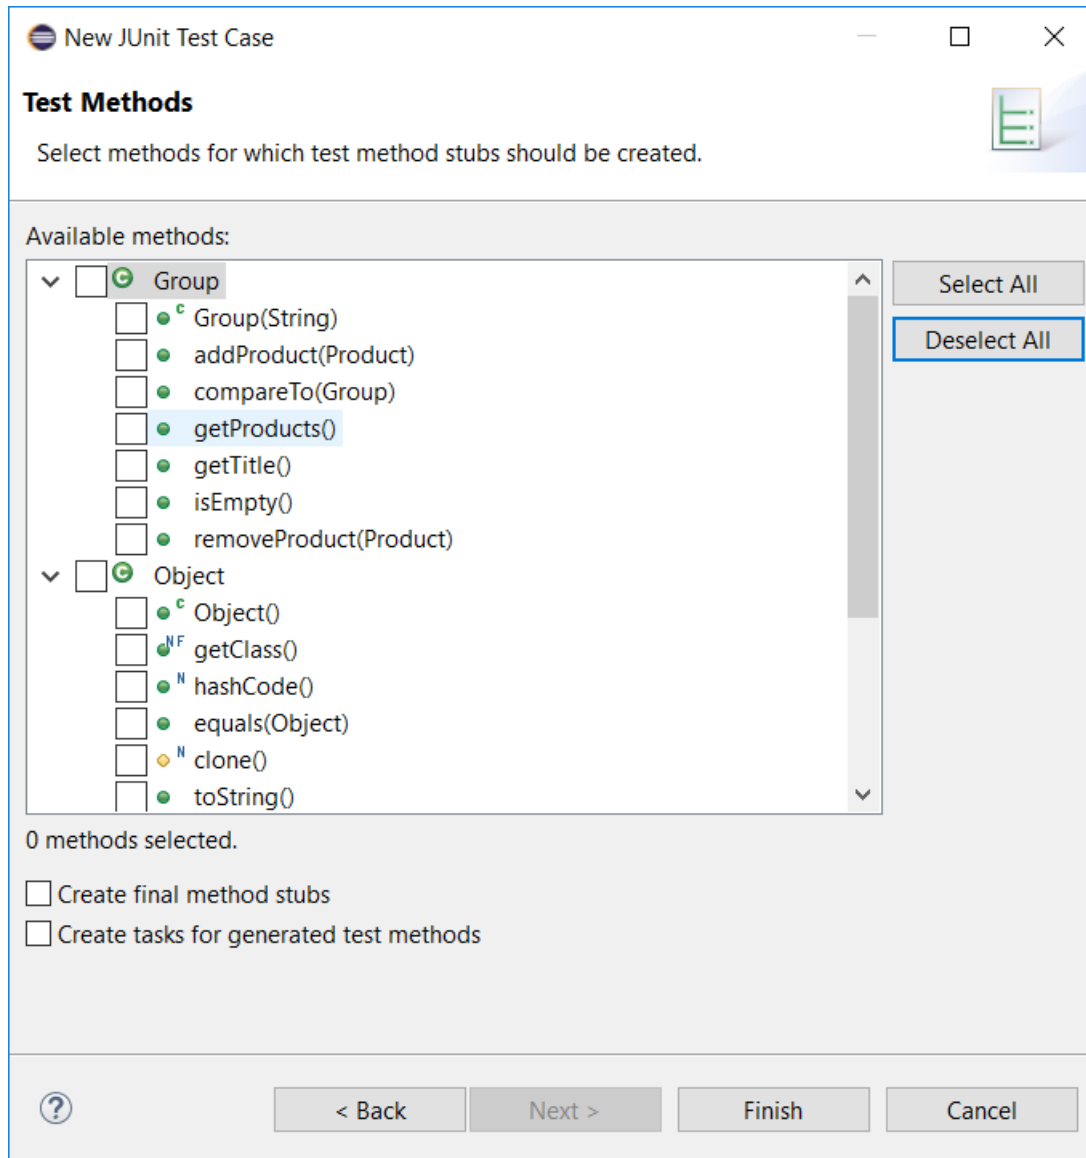 New JUnit Test Case
Test Methods
Select methods for which test method stubs should be created.
Available methods:
Group
Group(String)
addProduct(Product)
compareTo(Group)
getProducts()
getTitle()
isEmpty()
removeProduct(Product)
Object
Object()
getClass()
hashCode()
equals(Object)
clone()
toString()
Select All
Deselect All
0 methods selected.
Create final method stubs
Create tasks for generated test methods
< Back
Next >
Finish
Cancel